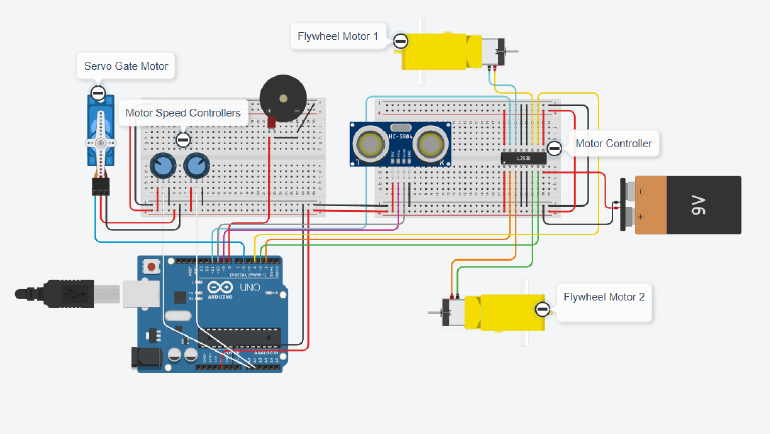 Flywheel Motor 1
Servo Gate Motor
Motor Speed Controllers
HC-SR04
L293D
Motor Controller
9V
DIGITAL (PWM~)
UNO
ARDUINO
ANALOG IN
Flywheel Motor 2